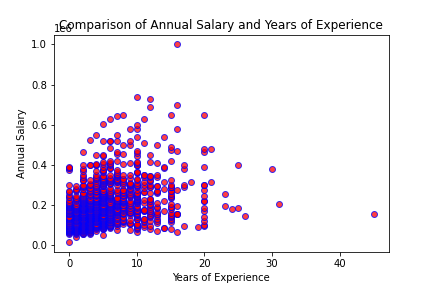 Comparison of Annual Salary and Years of Experience
1e6
1.0
0.8
0.6
0.4
0.2
0.0
Annual Salary
0 10 20 30 40
Years of Experience